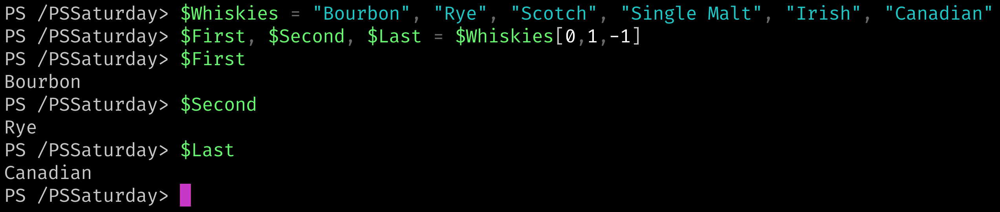 PS /PSSaturday> $Whiskies = "Bourbon", "Rye", "Scotch", "Single Malt", "Irish", "Canadian"
PS /PSSaturday> $First, $Second, $Last = $Whiskies[0,1,-1]
PS /PSSaturday> $First
Bourbon
PS /PSSaturday> $Second
Rye
PS /PSSaturday> $Last
Canadian
PS /PSSaturday>